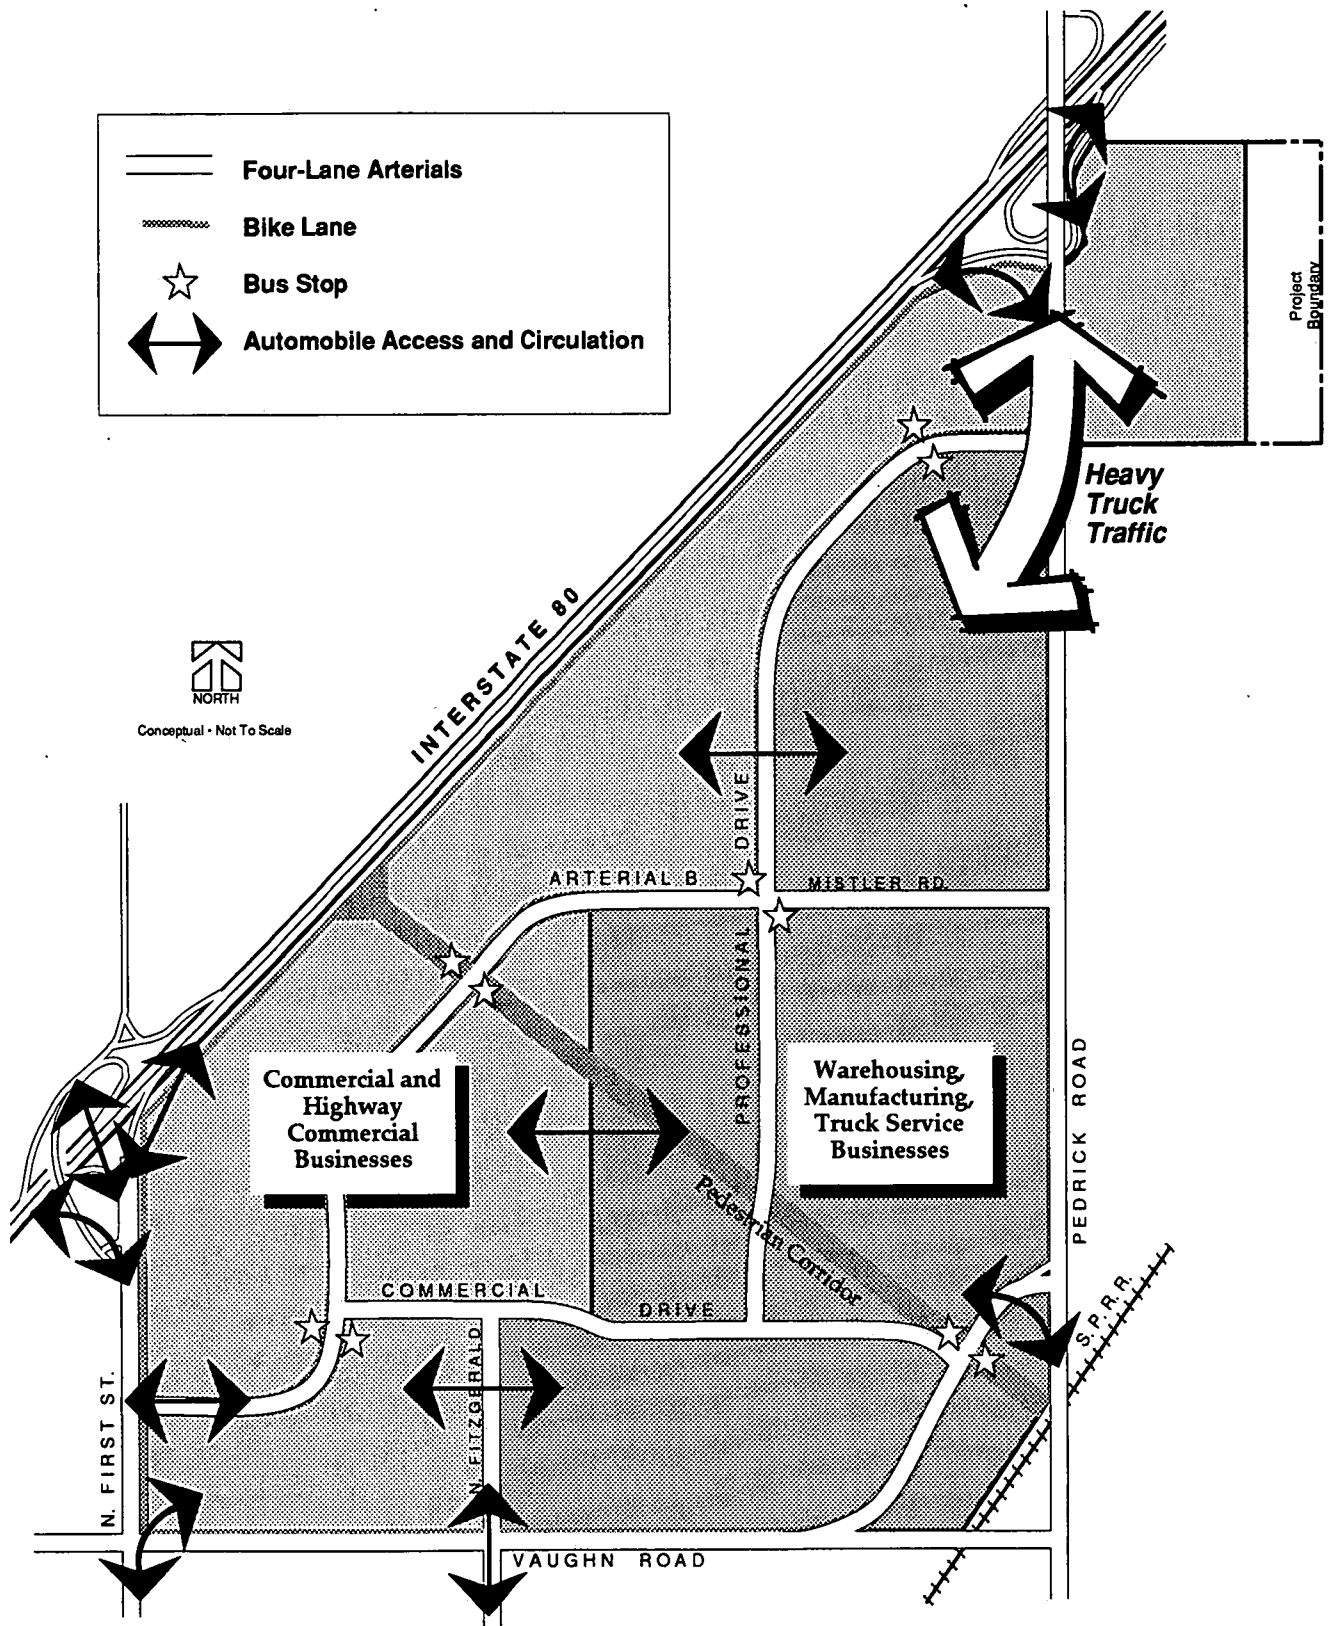 Four-Lane Arterials
Bike Lane
Bus Stop
Automobile Access and Circulation
Project
Boundary
Heavy
Truck
Traffic
INTERSTATE 80
NORTH
Conceptual - Not To Scale
DRIVE
ARTERIAL B
MISTLER RD.
PROFESSIONAL
Commercial and
Highway
Commercial
Businesses
Warehousing,
Manufacturing,
Truck Service
Businesses
PEDRICK ROAD
Pedestrian Corridor
S. P. R. R.
COMMERCIAL
DRIVE
N. FITZGERALD
N. FIRST ST.
VAUGHN ROAD